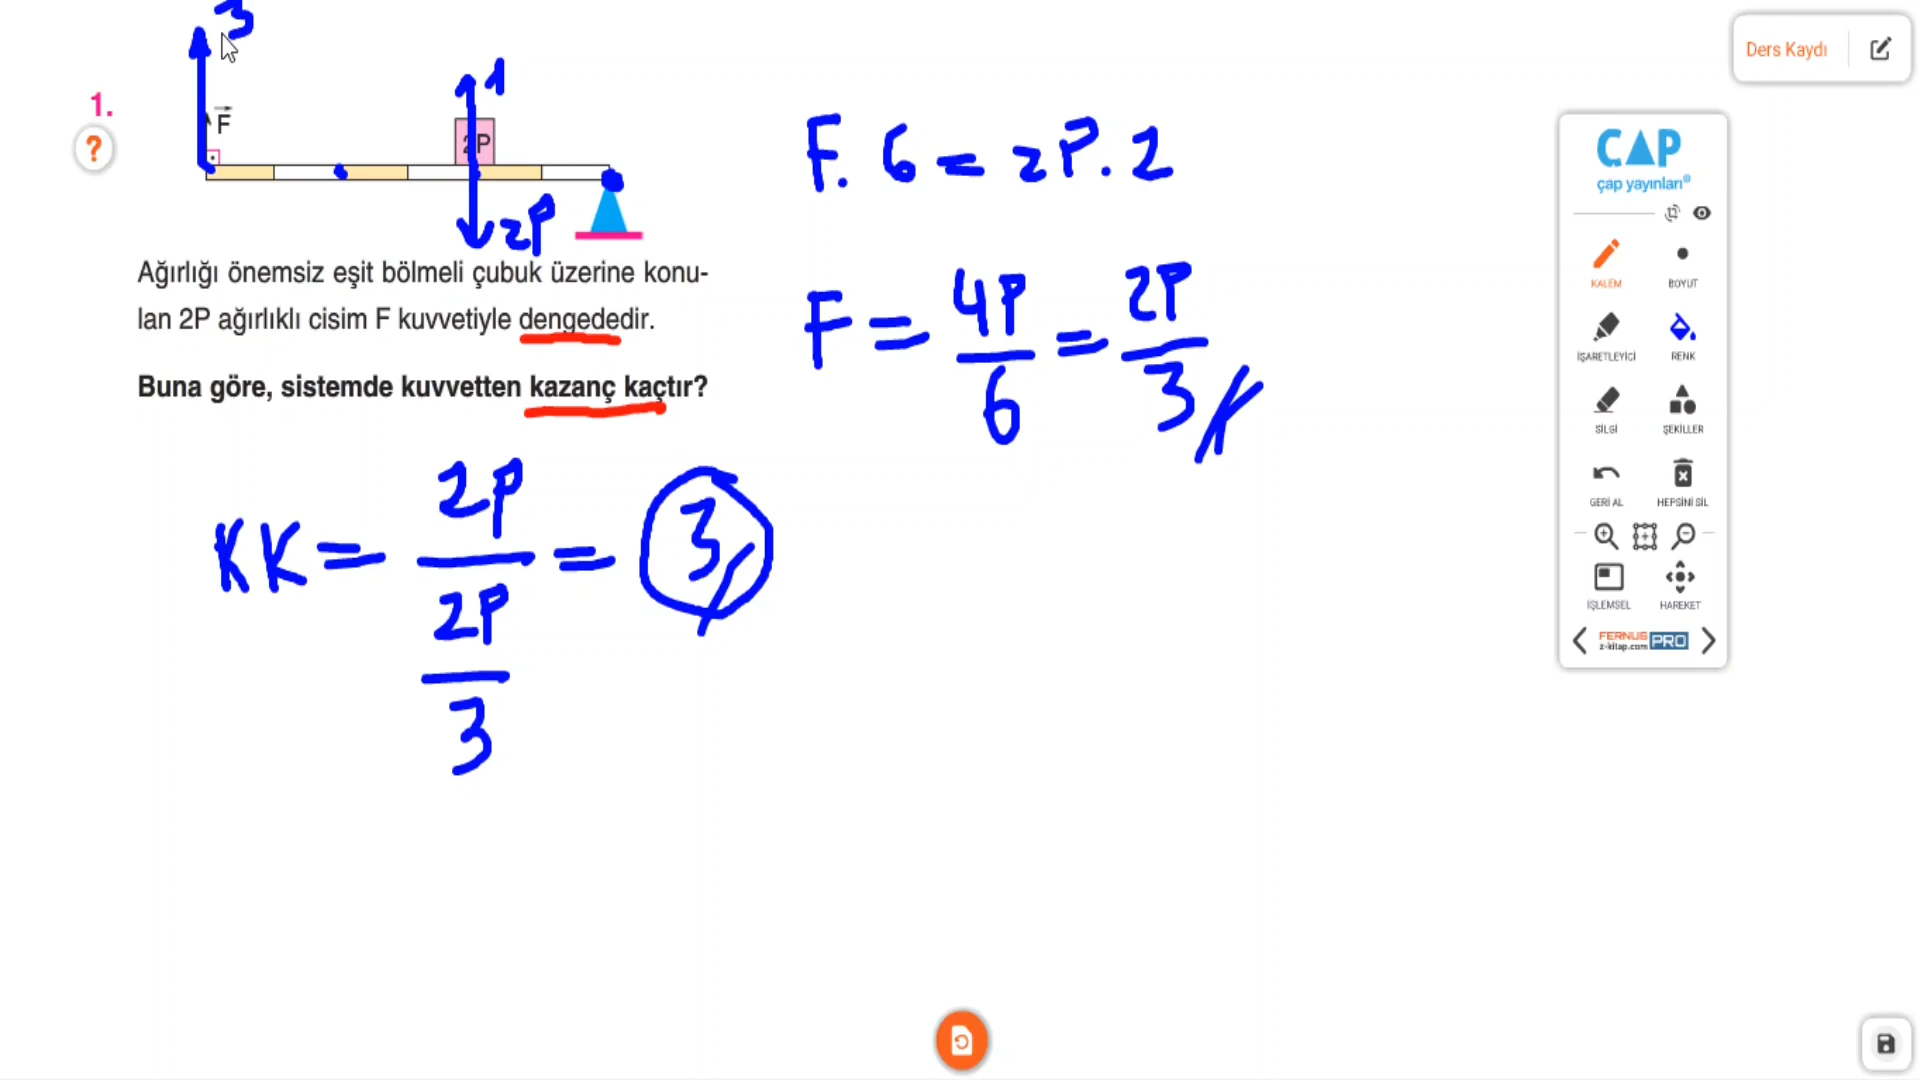 3
Ders Kaydı
1.
?
F
1
2P
2P
F. 6 = 2P. 2
ÇAP
çap yayınları®
Ağırlığı önemsiz eşit bölmeli çubuk üzerine konu-
lan 2P ağırlıklı cisim F kuvvetiyle dengededir.
Buna göre, sistemde kuvvetten kazanç kaçtır?
F = 4P/6 = 2P/3
KK = 2P/(2P/3) = 3
KALEM
BOYUT
İŞARETLEYİCİ
RENK
SİLGİ
ŞEKİLLER
GERİ AL
HEPSİNİ SİL
İŞLEMSEL
HAREKET
FERNUS PRO
z-kitap.com